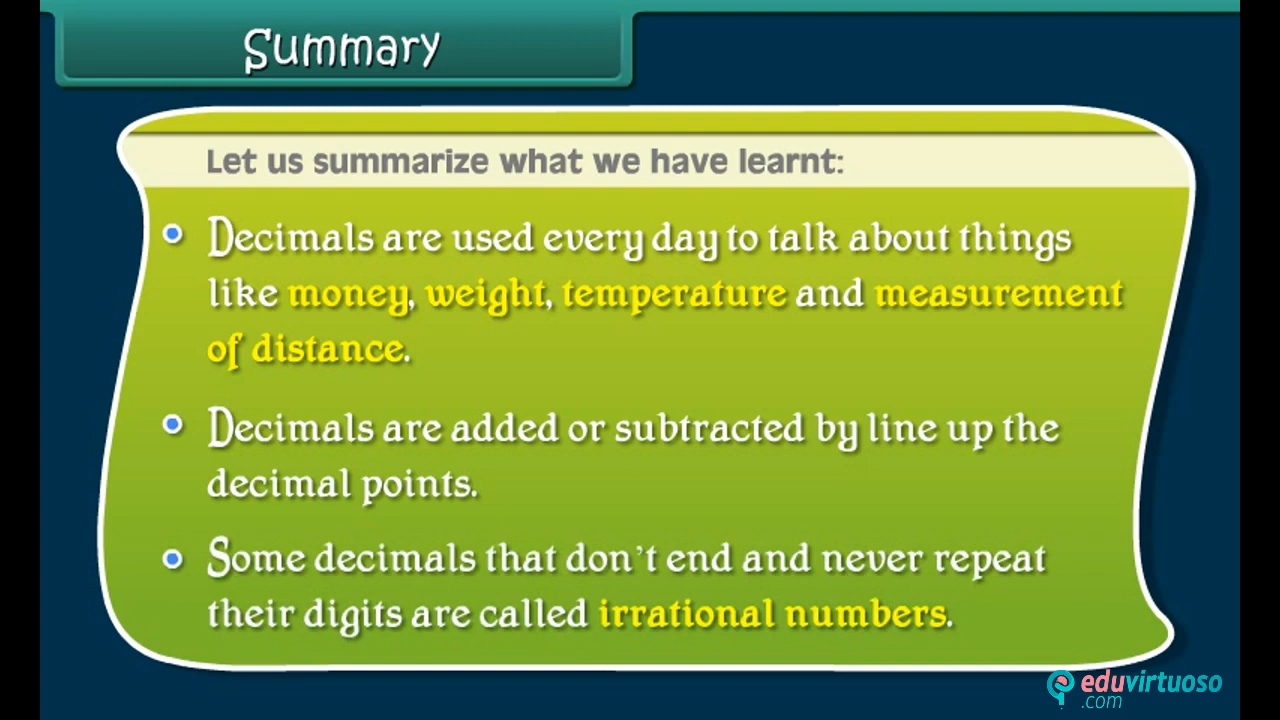 Summary
Let us summarize what we have learnt:
Decimals are used every day to talk about things
like money, weight, temperature and measurement
of distance.
Decimals are added or subtracted by line up the
decimal points.
Some decimals that don't end and never repeat
their digits are called irrational numbers.
eduvirtuoso
.com